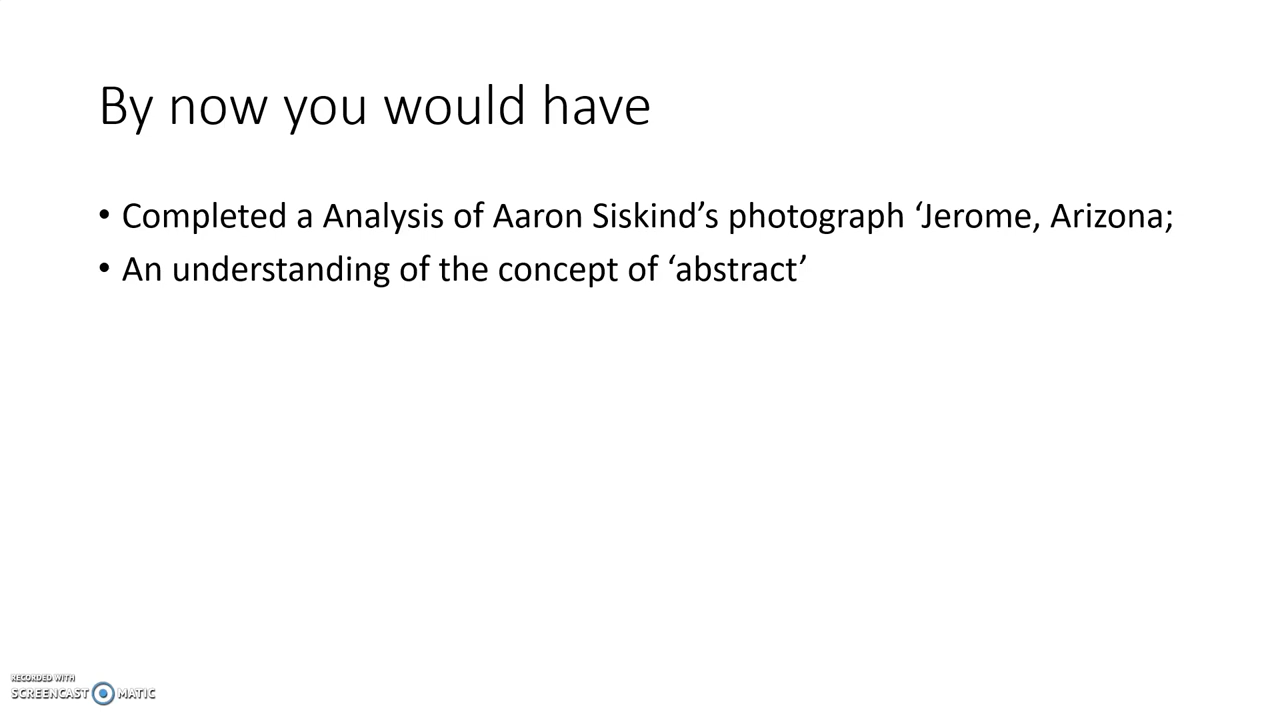 By now you would have
• Completed a Analysis of Aaron Siskind’s photograph ‘Jerome, Arizona;
• An understanding of the concept of ‘abstract’
RECORDED WITH
SCREENCAST MATIC